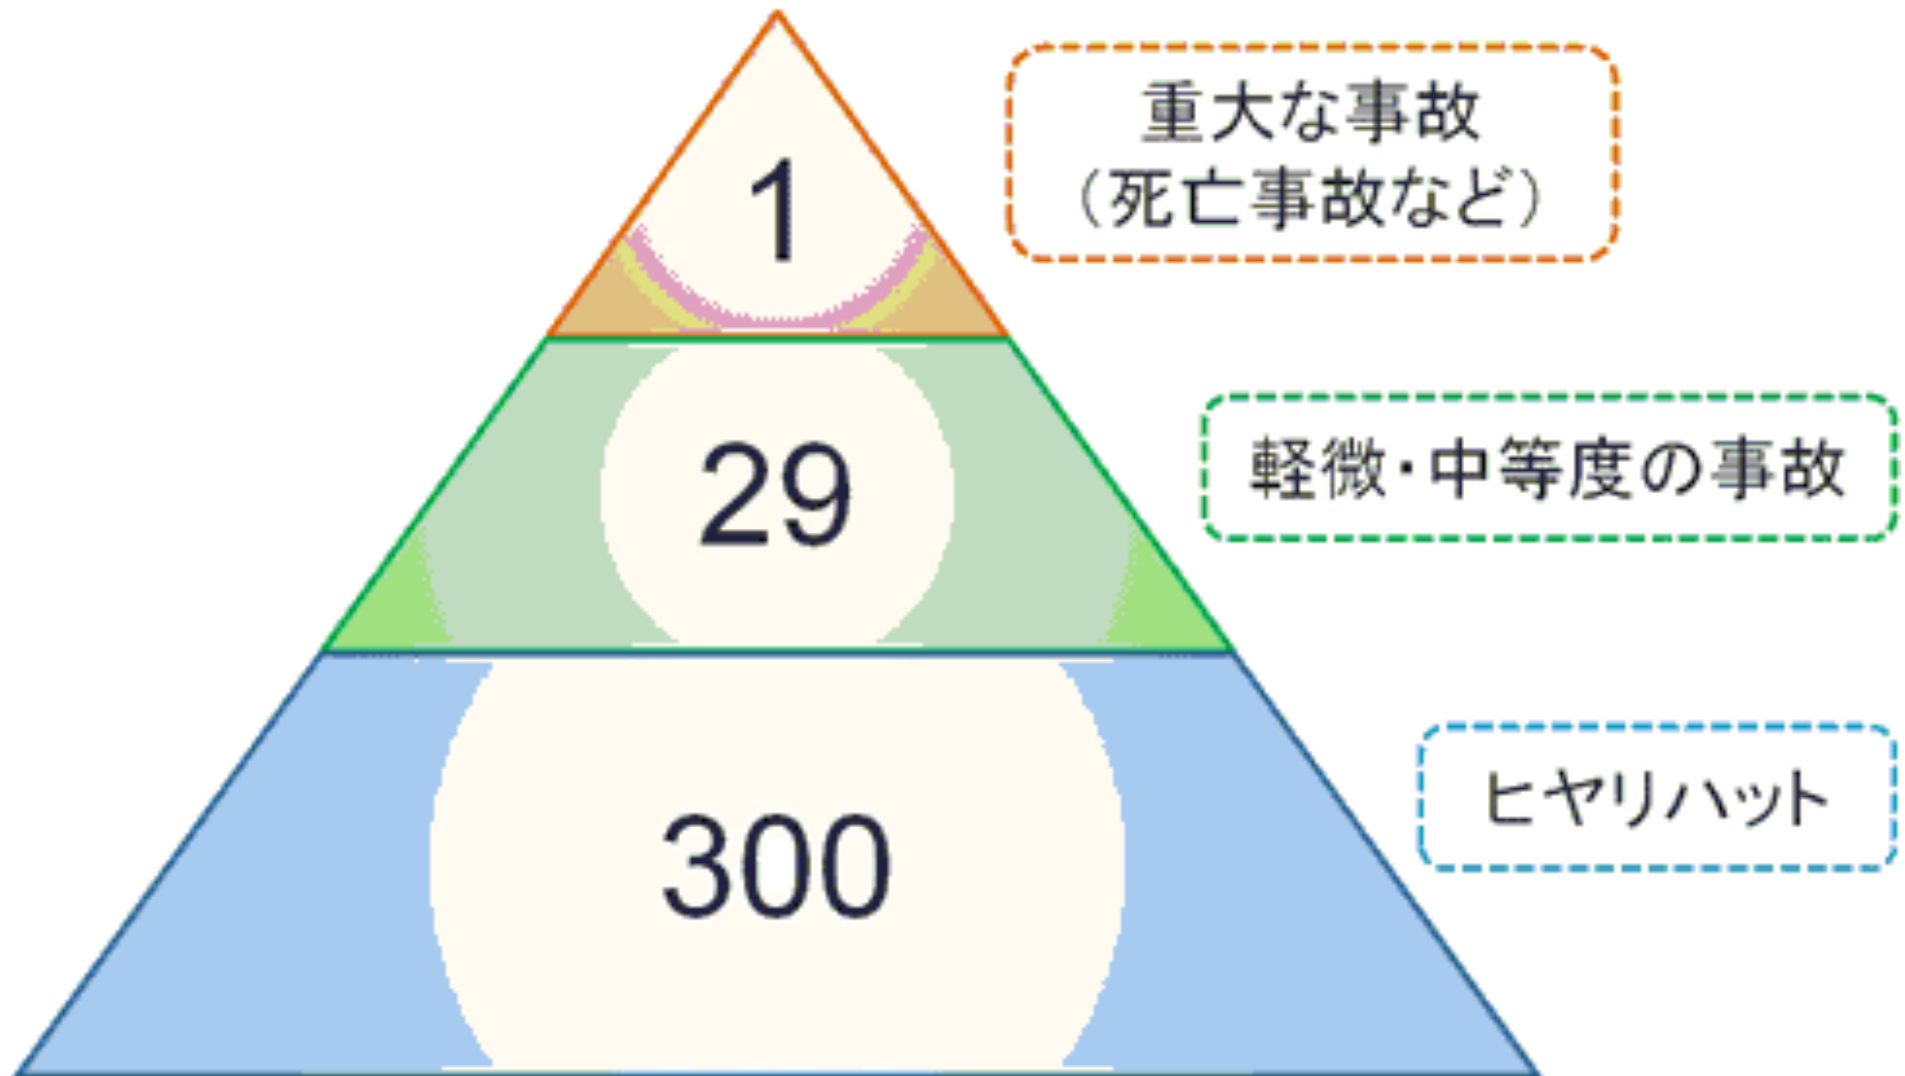 1
重大な事故
（死亡事故など）
29
軽微・中等度の事故
300
ヒヤリハット